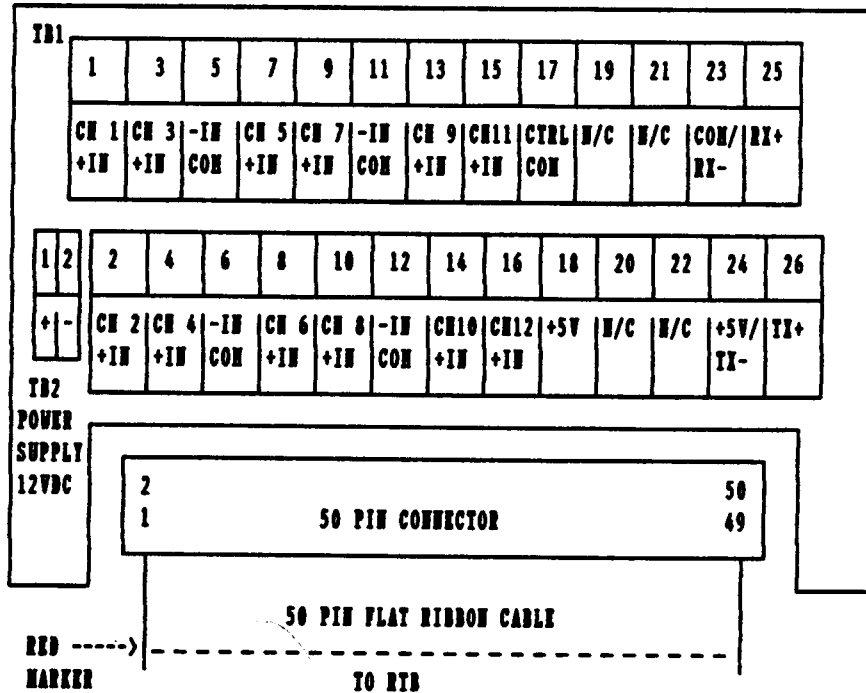 TB1
1 3 5 7 9 11 13 15 17 19 21 23 25
CH 1 CH 3 -IN CH 5 CH 7 -IN CH 9 CH11 CTRL N/C N/C COM/ RX+
+IN +IN COM +IN +IN COM +IN +IN COM RX-
1 2 2 4 6 8 10 12 14 16 18 20 22 24 26
+ - CH 2 CH 4 -IN CH 6 CH 8 -IN CH10 CH12 +5V N/C N/C +5V/ TX+
+IN +IN COM +IN +IN COM +IN +IN TX-
TB2
POWER
SUPPLY
12VDC
2 50
1 50 PIN CONNECTOR 49
50 PIN FLAT RIBBON CABLE
RED ----->
MARKER TO RTB